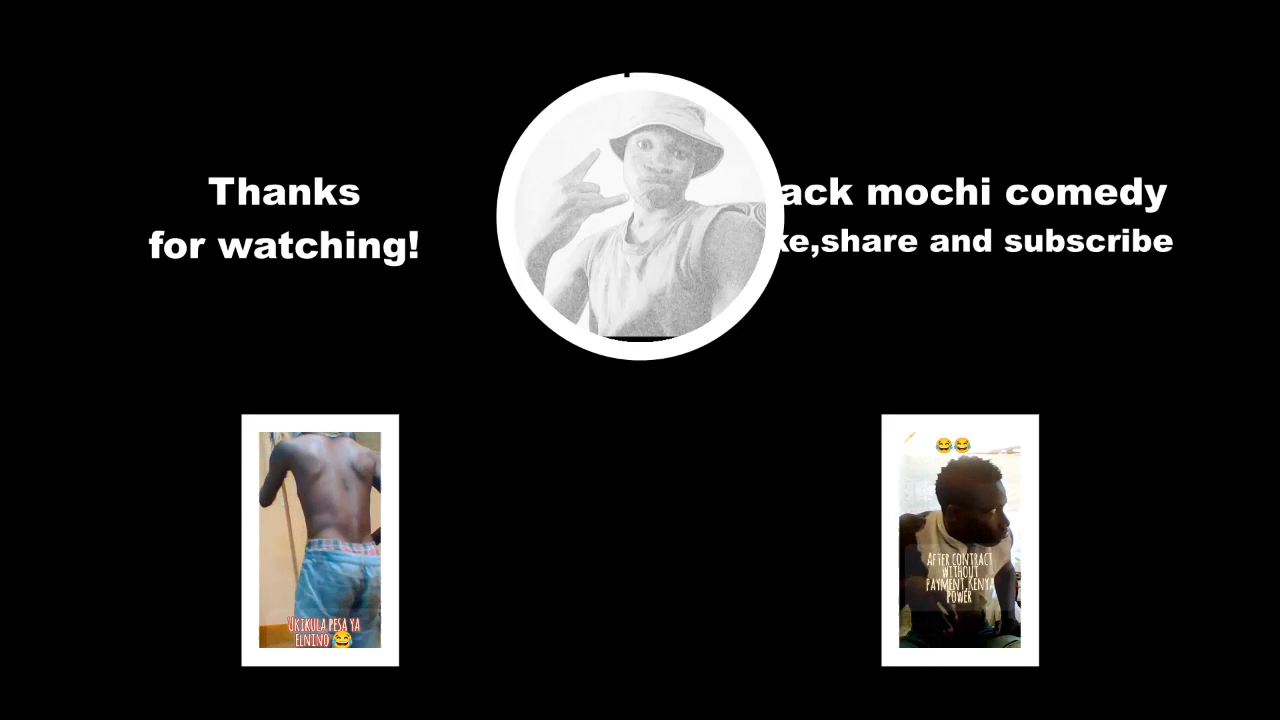 Thanks
for watching!
ack mochi comedy
ke,share and subscribe
Ukikula pesa ya
elnino 😂
😂😂
After contract
without
payment,Kenya
power